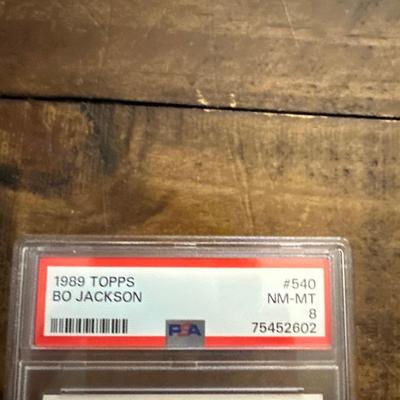 1989 TOPPS #540
BO JACKSON NM-MT
8
PSA 75452602